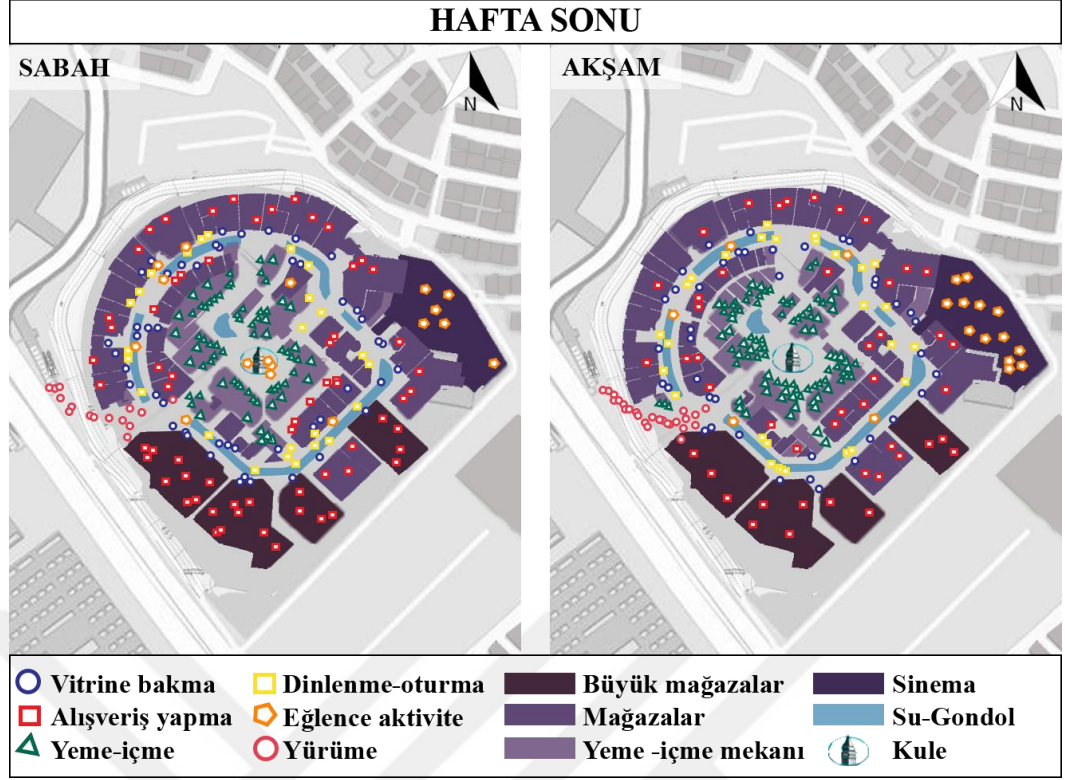 HAFTA SONU
SABAH
N
AKŞAM
N
Vitrine bakma
Dinlenme-oturma
Büyük mağazalar
Sinema
Alışveriş yapma
Eğlence aktivite
Mağazalar
Su-Gondol
Yeme-içme
Yürüme
Yeme -içme mekanı
Kule